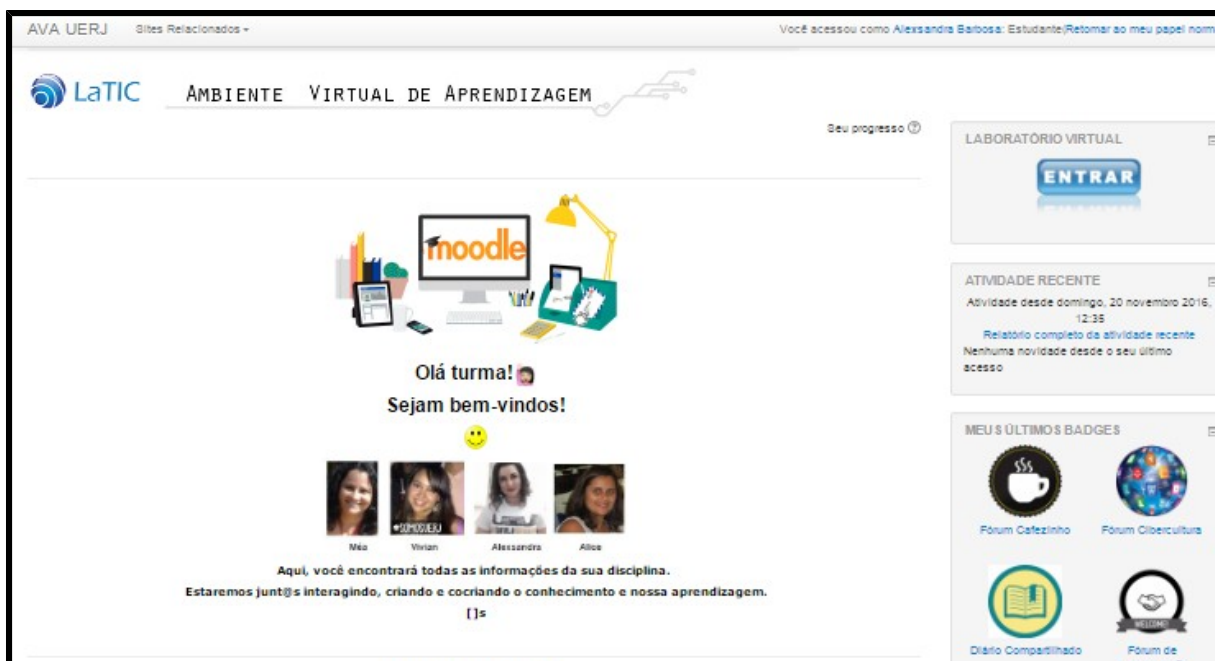 AVA UERJ Sites Relacionados
Você acessou como Alexsandra Barbosa: Estudante(Retornar ao meu papel norm
LaTIC AMBIENTE VIRTUAL DE APRENDIZAGEM
Seu progresso
moodle
Olá turma!
Sejam bem-vindos!
#SOMOSUERJ
Méa Vivian Alexsandra Alice
Aqui, você encontrará todas as informações da sua disciplina.
Estaremos junt@s interagindo, criando e cocriando o conhecimento e nossa aprendizagem.
[]s
LABORATÓRIO VIRTUAL
ENTRAR
ATIVIDADE RECENTE
Atividade desde domingo, 20 novembro 2016,
12:35
Relatório completo da atividade recente
Nenhuma novidade desde o seu último
acesso
MEUS ÚLTIMOS BADGES
Fórum Cafezinho Fórum Cibercultura
WELCOME!
Diário Compartilhado Fórum de